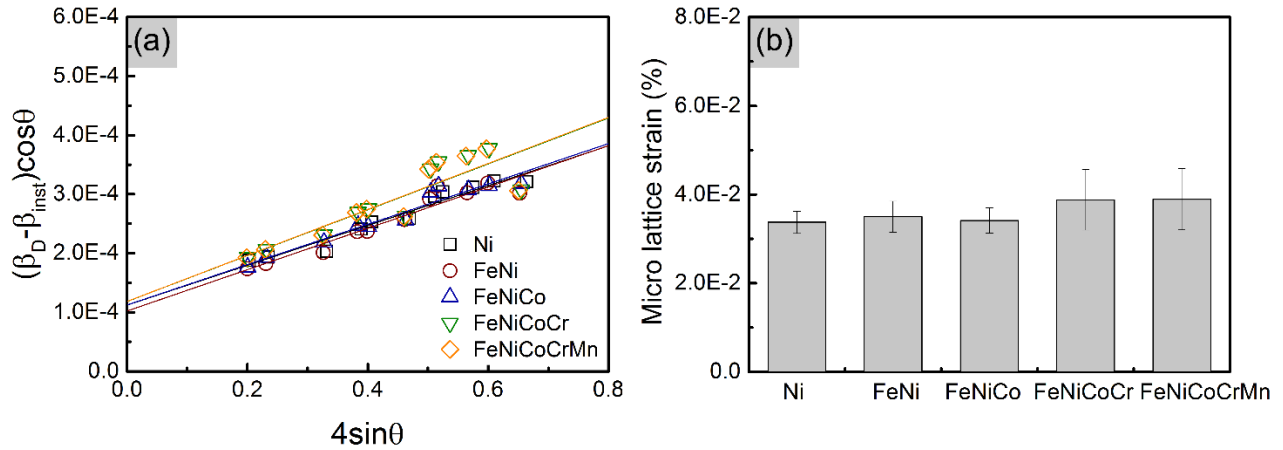 (a)
(βD-βinst)cosθ
6.0E-4
5.0E-4
4.0E-4
3.0E-4
2.0E-4
1.0E-4
0.0
0.0 0.2 0.4 0.6 0.8
4sinθ
Ni
FeNi
FeNiCo
FeNiCoCr
FeNiCoCrMn
(b)
Micro lattice strain (%)
8.0E-2
6.0E-2
4.0E-2
2.0E-2
0.0
Ni FeNi FeNiCo FeNiCoCr FeNiCoCrMn